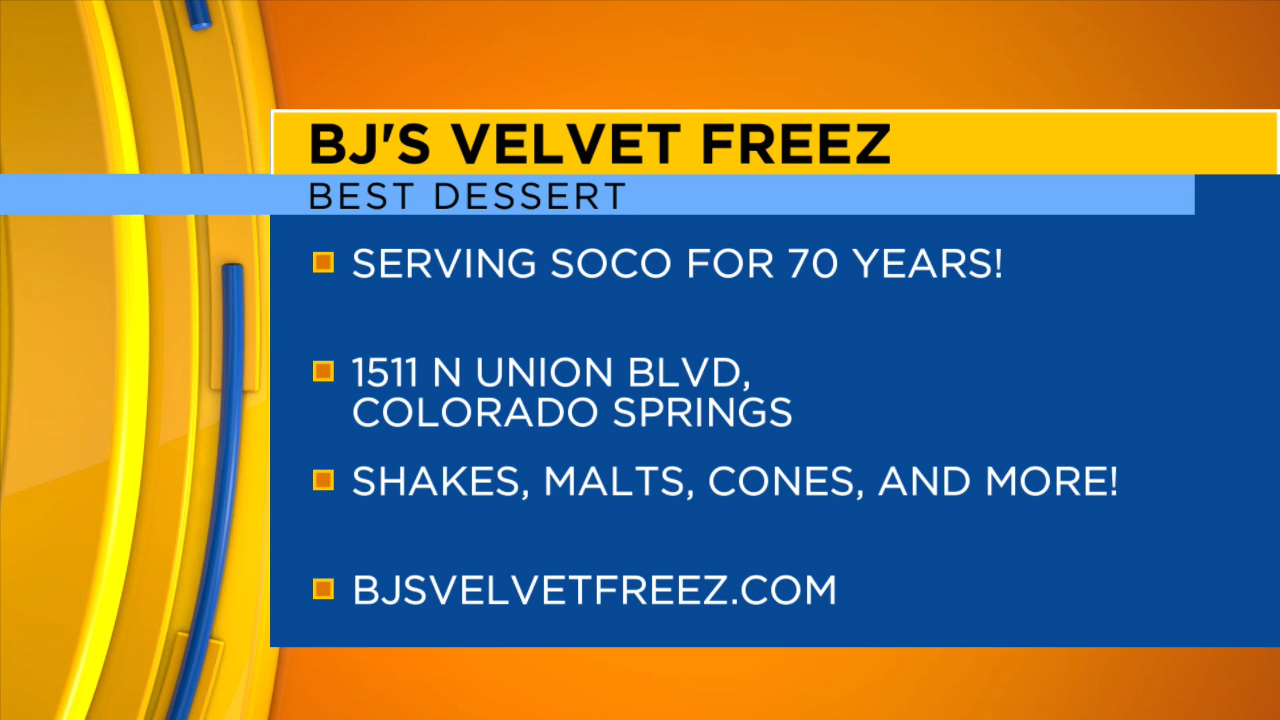 BJ'S VELVET FREEZ
BEST DESSERT
SERVING SOCO FOR 70 YEARS!
1511 N UNION BLVD,
COLORADO SPRINGS
SHAKES, MALTS, CONES, AND MORE!
BJSVELVETFREEZ.COM